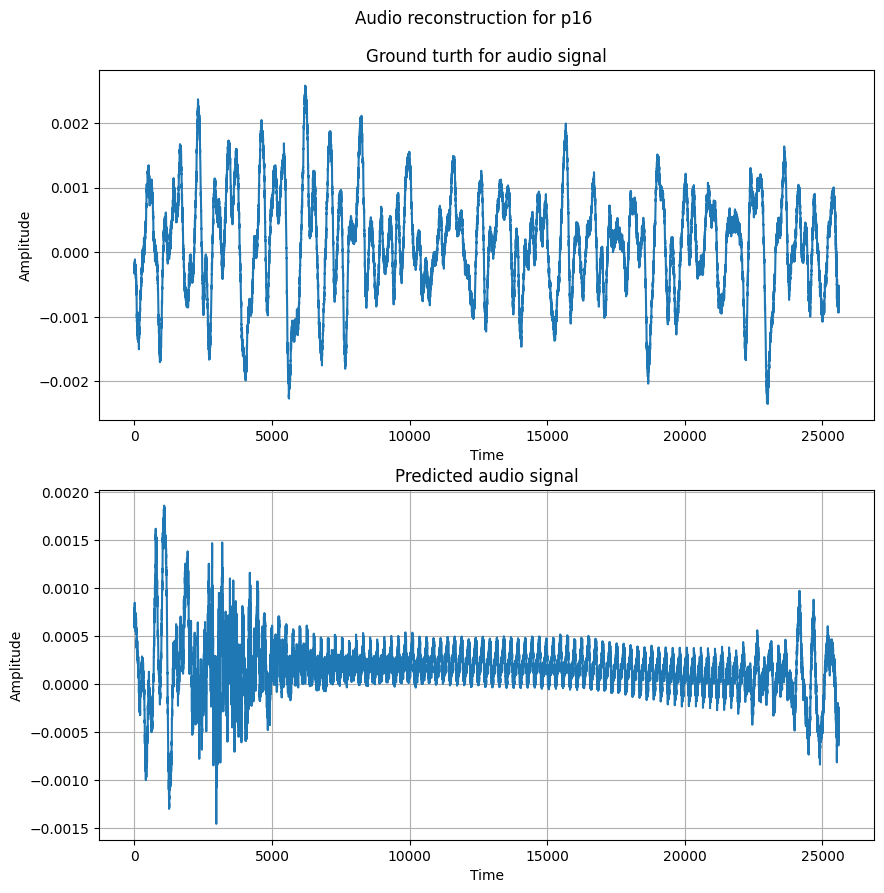 Audio reconstruction for p16
Ground turth for audio signal
Amplitude
0.002
0.001
0.000
−0.001
−0.002
0 5000 10000 15000 20000 25000
Time
Predicted audio signal
Amplitude
0.0020
0.0015
0.0010
0.0005
0.0000
−0.0005
−0.0010
−0.0015
0 5000 10000 15000 20000 25000
Time